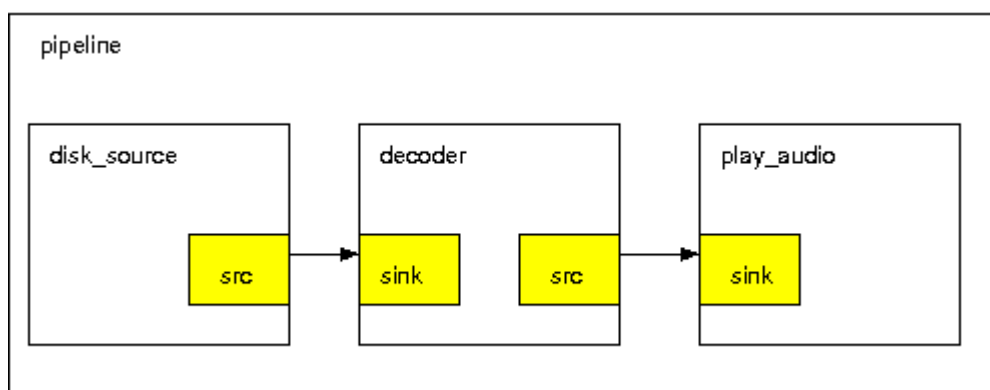 pipeline
disk_source
decoder
play_audio
src
sink
src
sink